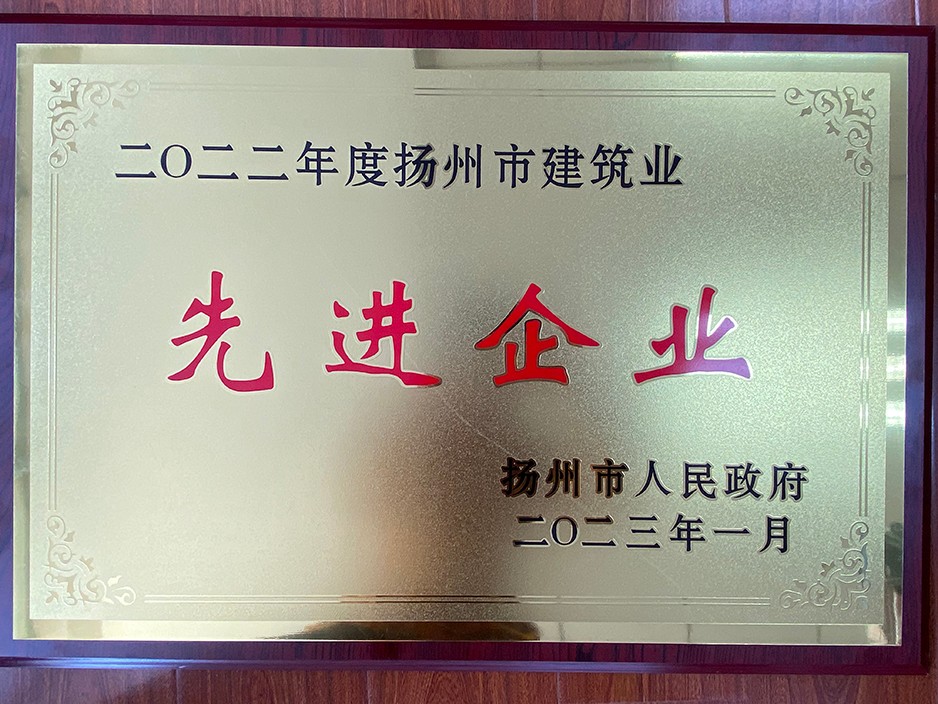 二〇二二年度扬州市建筑业
先进企业
扬州市人民政府
二〇二三年一月